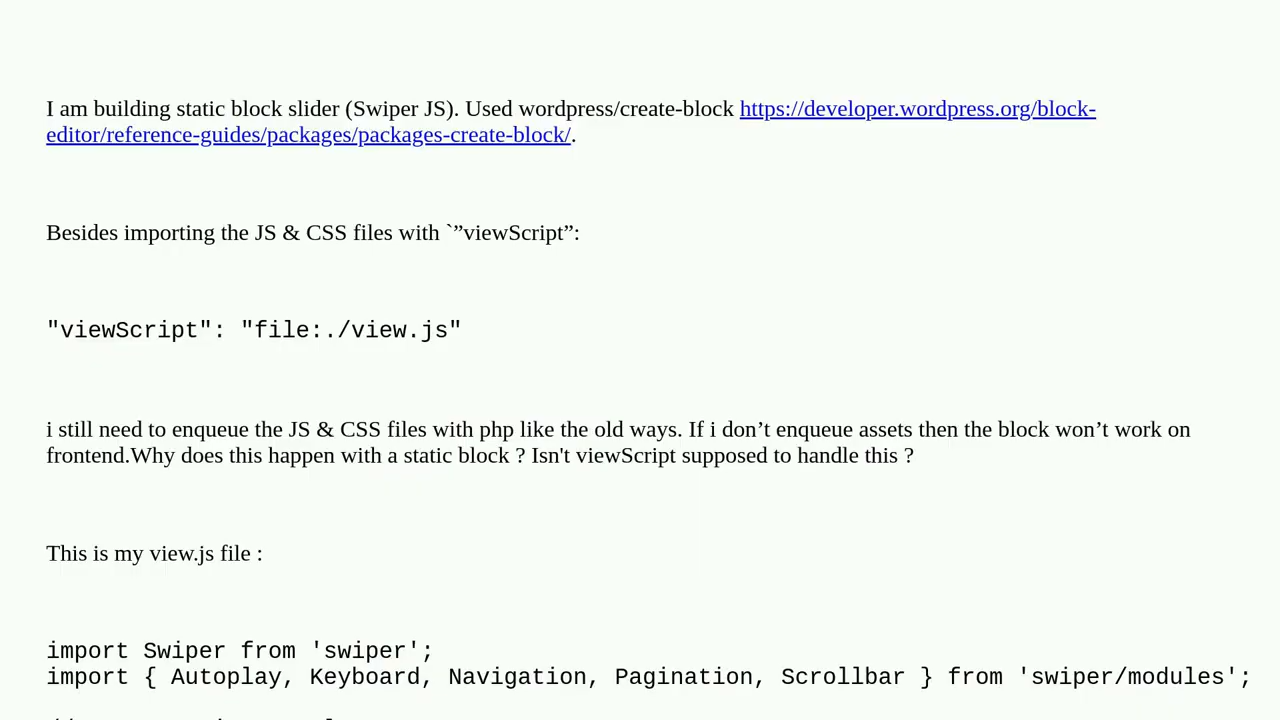 I am building static block slider (Swiper JS). Used wordpress/create-block https://developer.wordpress.org/block-
editor/reference-guides/packages/packages-create-block/.
Besides importing the JS & CSS files with `”viewScript”:
"viewScript": "file:./view.js"
i still need to enqueue the JS & CSS files with php like the old ways. If i don’t enqueue assets then the block won’t work on
frontend.Why does this happen with a static block ? Isn't viewScript supposed to handle this ?
This is my view.js file :
import Swiper from 'swiper';
import { Autoplay, Keyboard, Navigation, Pagination, Scrollbar } from 'swiper/modules';